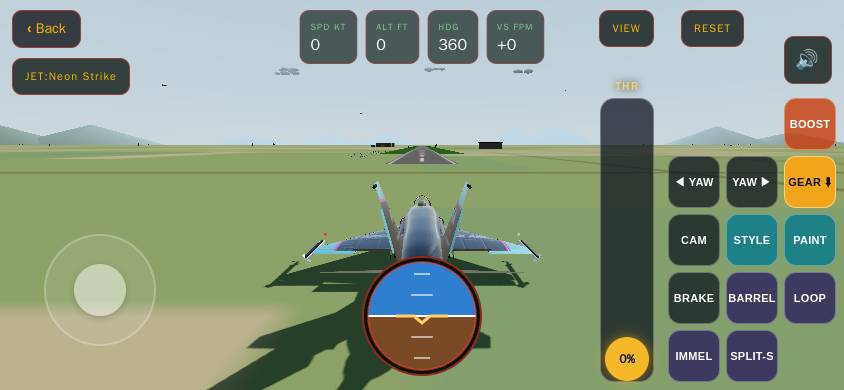 ‹ Back
SPD KT
0
ALT FT
0
HDG
360
VS FPM
+0
VIEW
RESET
JET:Neon Strike
THR
BOOST
◀ YAW
YAW ▶
GEAR ⬇
CAM
STYLE
PAINT
BRAKE
BARREL
LOOP
0%
IMMEL
SPLIT-S